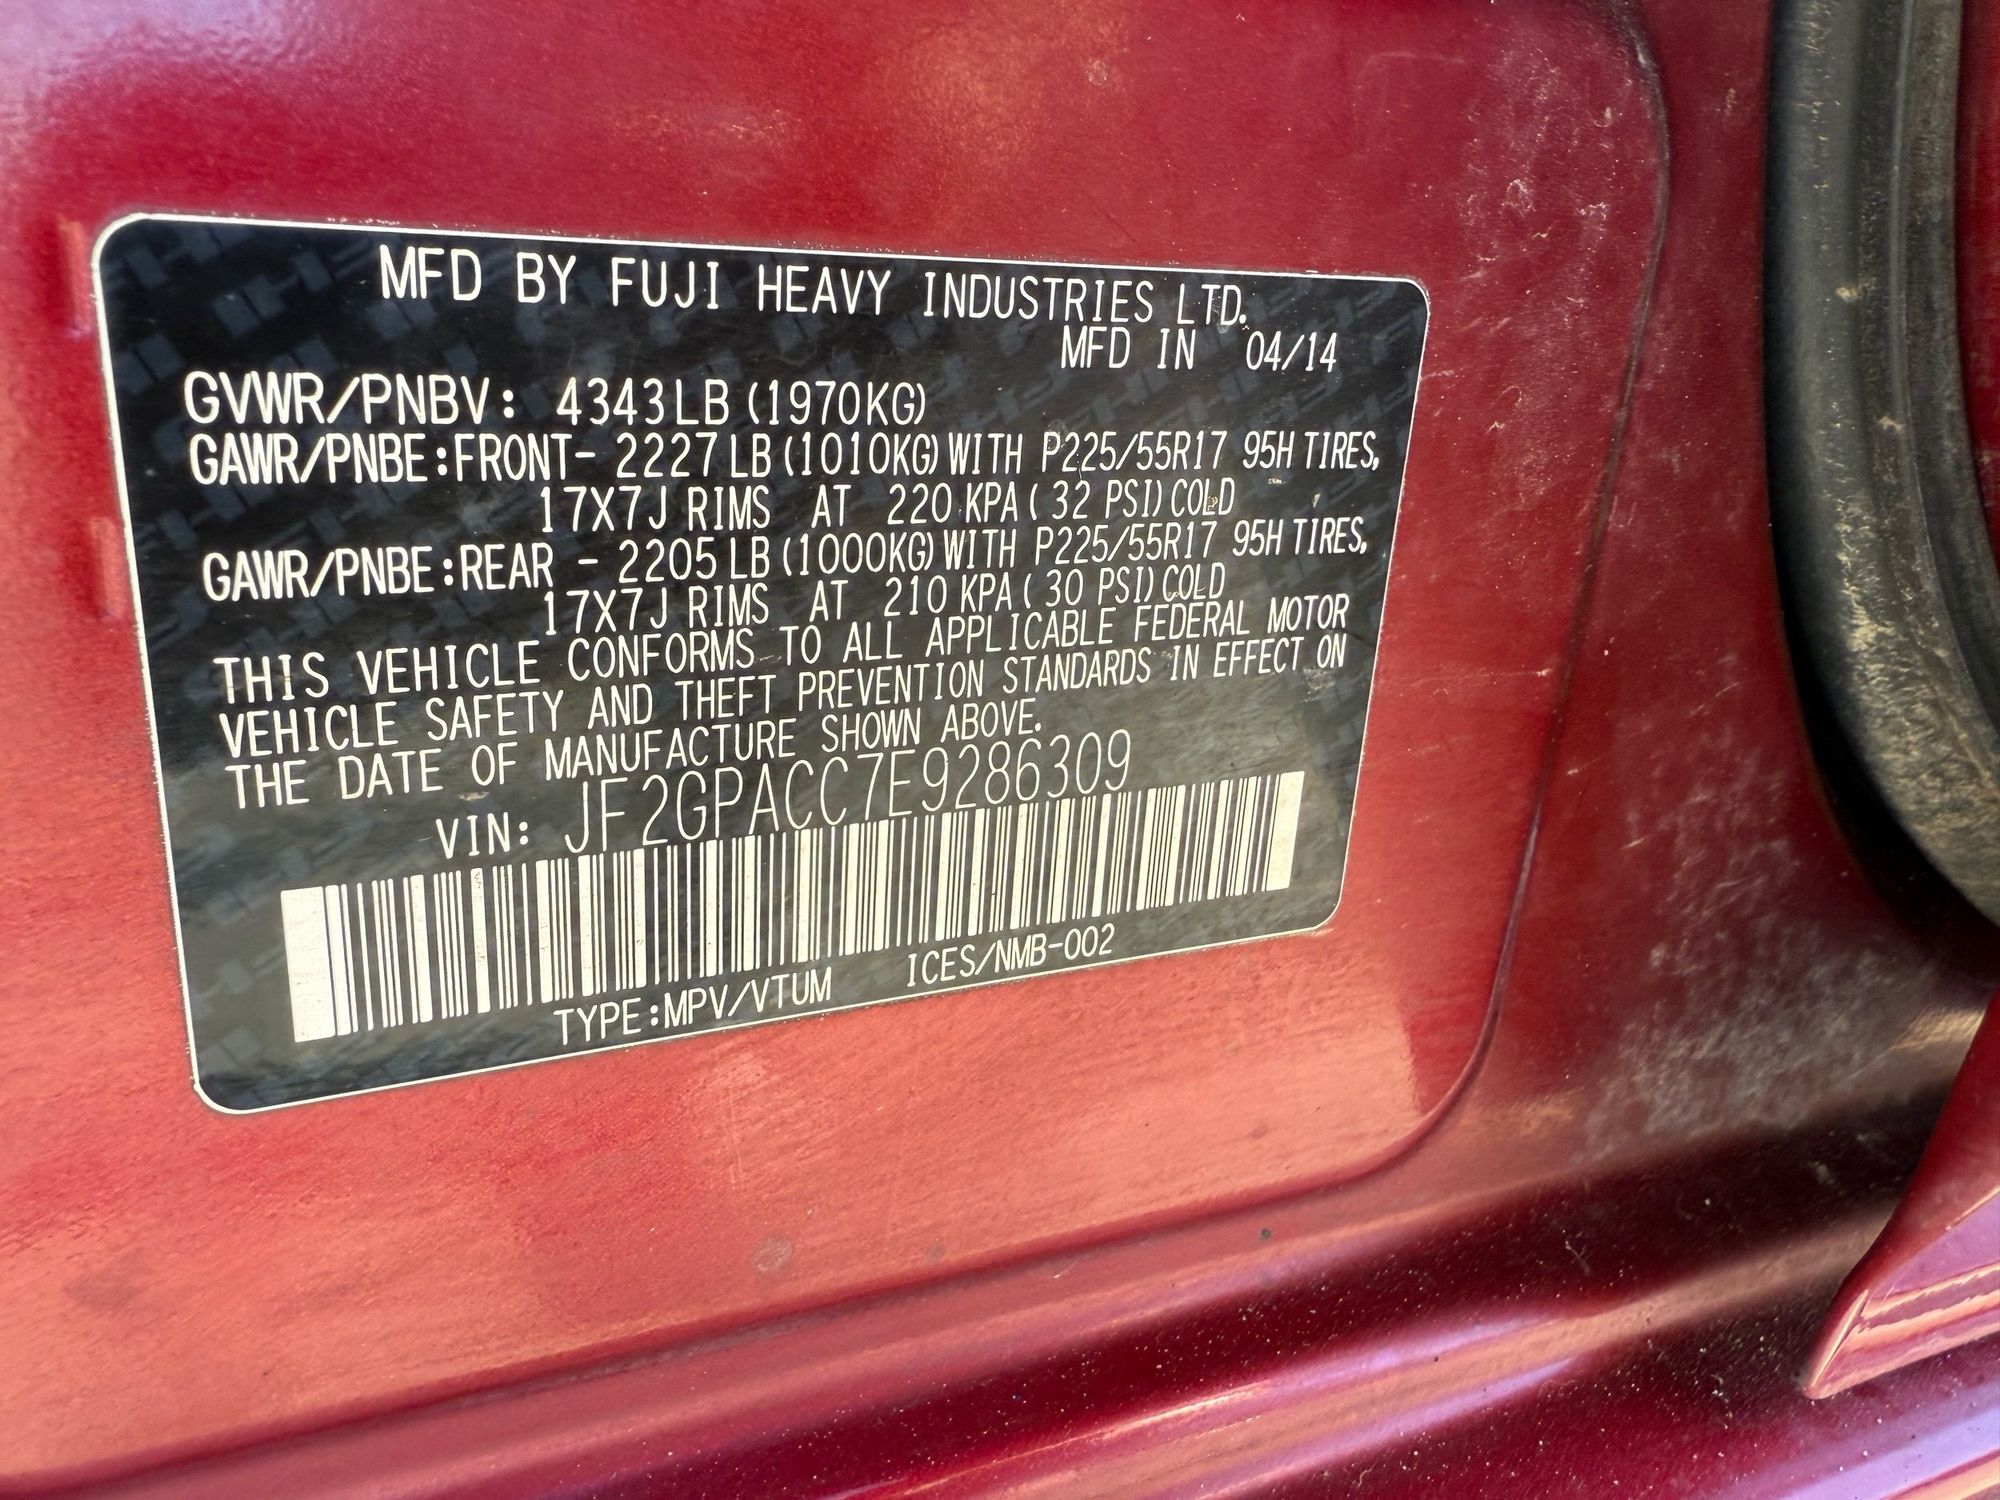 MFD BY FUJI HEAVY INDUSTRIES LTD.
MFD IN 04/14
GVWR/PNBV: 4343LB (1970KG)
GAWR/PNBE:FRONT- 2227LB (1010KG)WITH P225/55R17 95H TIRES,
17X7J RIMS AT 220 KPA( 32 PSI)COLD
GAWR/PNBE:REAR - 2205LB (1000KG)WITH P225/55R17 95H TIRES,
17X7J RIMS AT 210 KPA( 30 PSI)COLD
THIS VEHICLE CONFORMS TO ALL APPLICABLE FEDERAL MOTOR
VEHICLE SAFETY AND THEFT PREVENTION STANDARDS IN EFFECT ON
THE DATE OF MANUFACTURE SHOWN ABOVE.
VIN: JF2GPACC7E9286309
TYPE:MPV/VTUM ICES/NMB-002